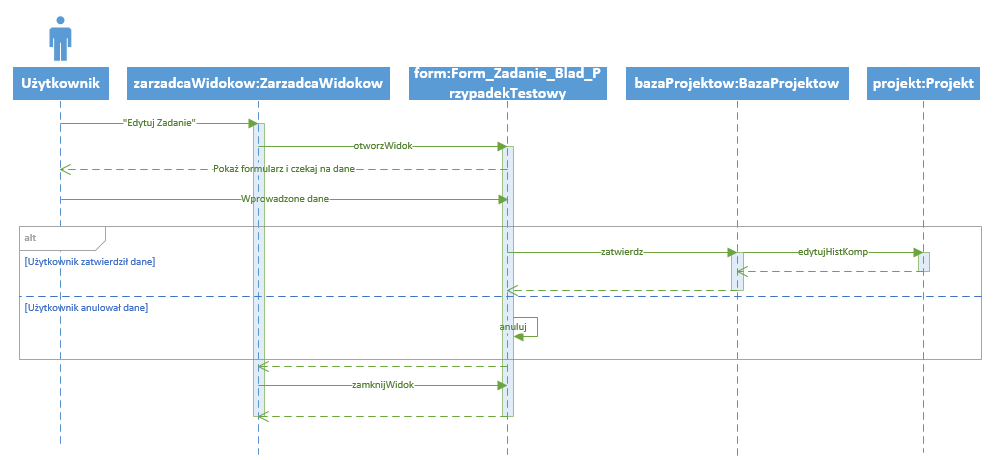 Użytkownik
zarzadcaWidokow:ZarzadcaWidokow
form:Form_Zadanie_Blad_P
rzypadekTestowy
bazaProjektow:BazaProjektow
projekt:Projekt
"Edytuj Zadanie"
otworzWidok
Pokaż formularz i czekaj na dane
Wprowadzone dane
alt
zatwierdz
edytujHistKomp
[Użytkownik zatwierdził dane]
[Użytkownik anulował dane]
anuluj
zamknijWidok